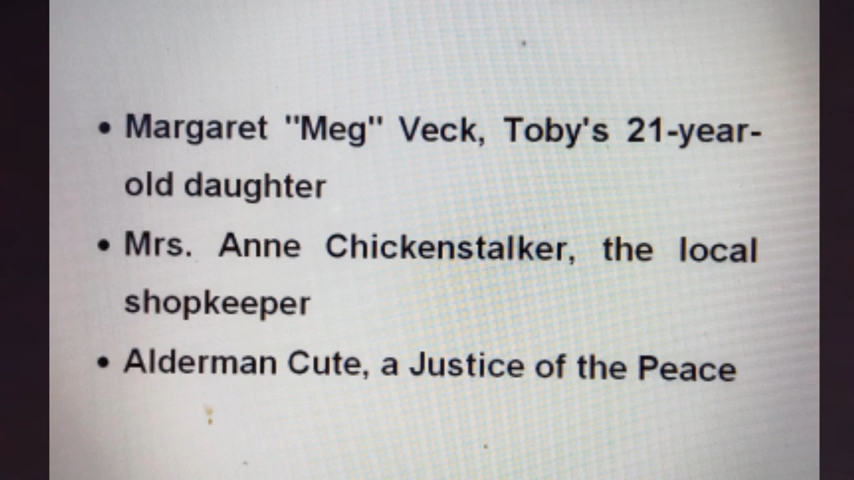 • Margaret "Meg" Veck, Toby's 21-year-
old daughter
• Mrs. Anne Chickenstalker, the local
shopkeeper
• Alderman Cute, a Justice of the Peace